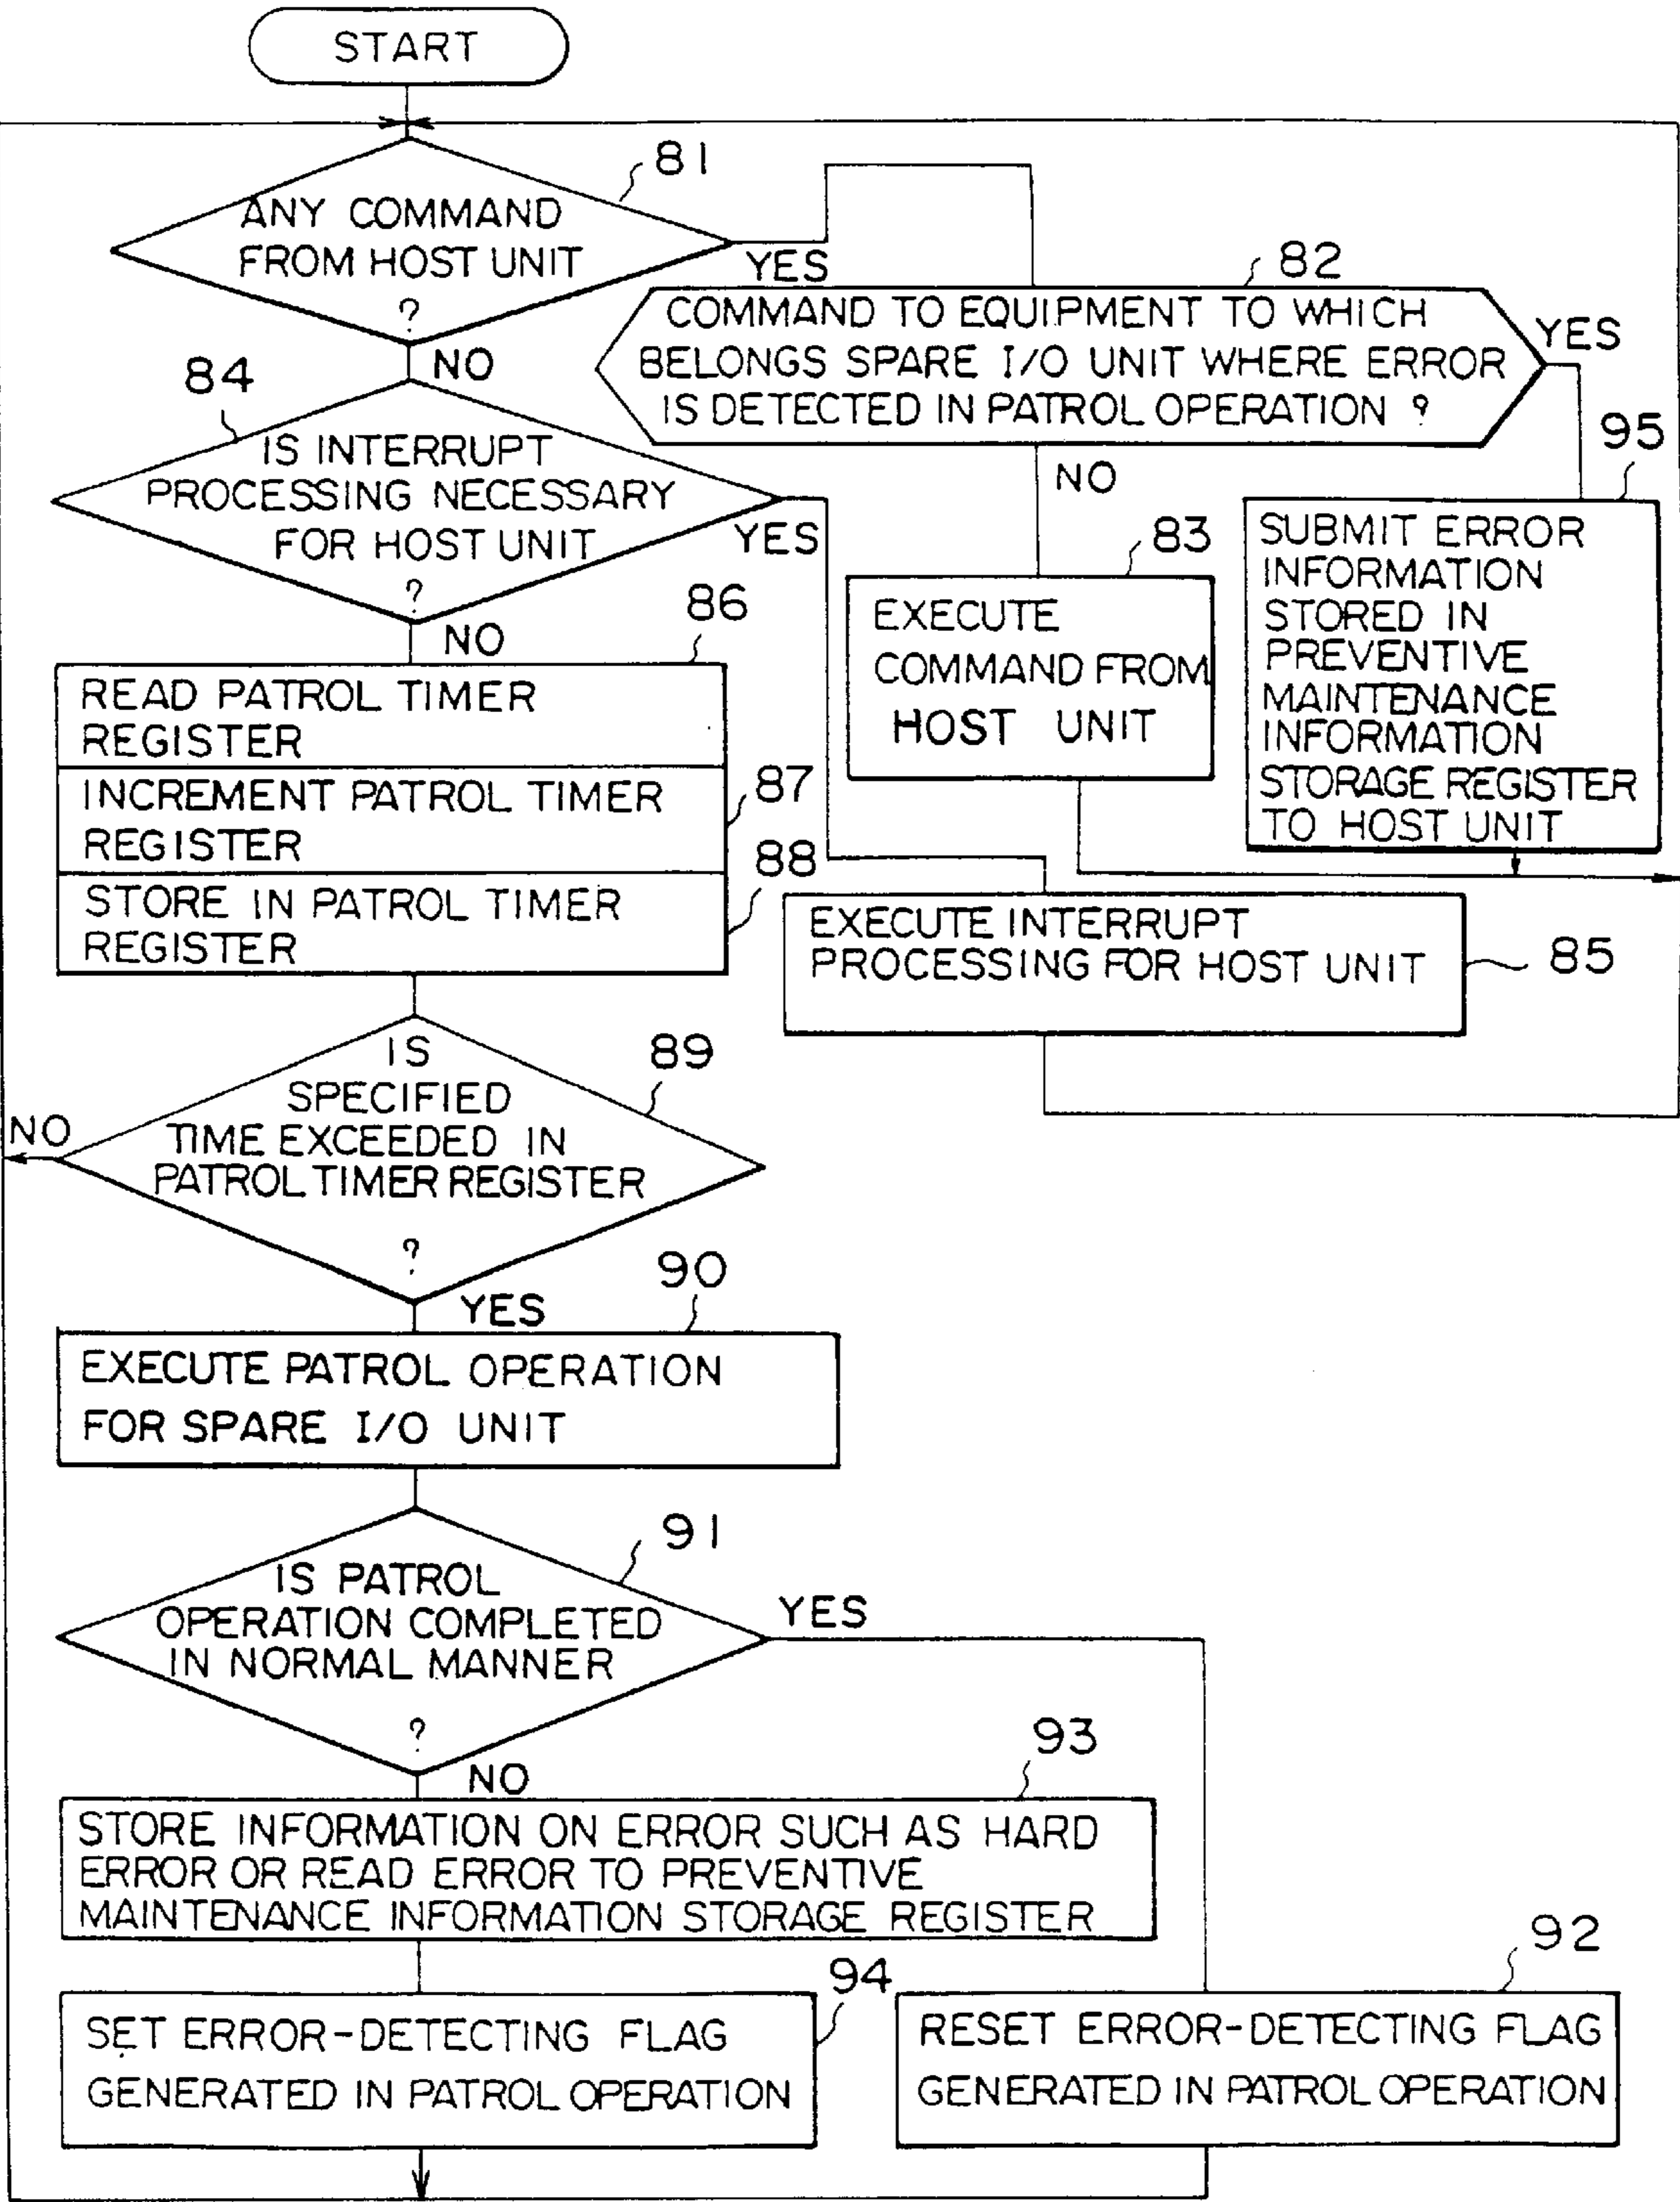 START
81
ANY COMMAND
FROM HOST UNIT
?
YES
NO
82
COMMAND TO EQUIPMENT TO WHICH
BELONGS SPARE I/O UNIT WHERE ERROR
IS DETECTED IN PATROL OPERATION ?
YES
NO
84
IS INTERRUPT
PROCESSING NECESSARY
FOR HOST UNIT
?
YES
NO
83
EXECUTE
COMMAND FROM
HOST UNIT
95
SUBMIT ERROR
INFORMATION
STORED IN
PREVENTIVE
MAINTENANCE
INFORMATION
STORAGE REGISTER
TO HOST UNIT
86
READ PATROL TIMER
REGISTER
87
INCREMENT PATROL TIMER
REGISTER
88
STORE IN PATROL TIMER
REGISTER
EXECUTE INTERRUPT
PROCESSING FOR HOST UNIT
85
89
IS
SPECIFIED
TIME EXCEEDED IN
PATROL TIMER REGISTER
?
NO
YES
90
EXECUTE PATROL OPERATION
FOR SPARE I/O UNIT
91
IS PATROL
OPERATION COMPLETED
IN NORMAL MANNER
?
YES
NO
93
STORE INFORMATION ON ERROR SUCH AS HARD
ERROR OR READ ERROR TO PREVENTIVE
MAINTENANCE INFORMATION STORAGE REGISTER
94
SET ERROR-DETECTING FLAG
GENERATED IN PATROL OPERATION
92
RESET ERROR-DETECTING FLAG
GENERATED IN PATROL OPERATION